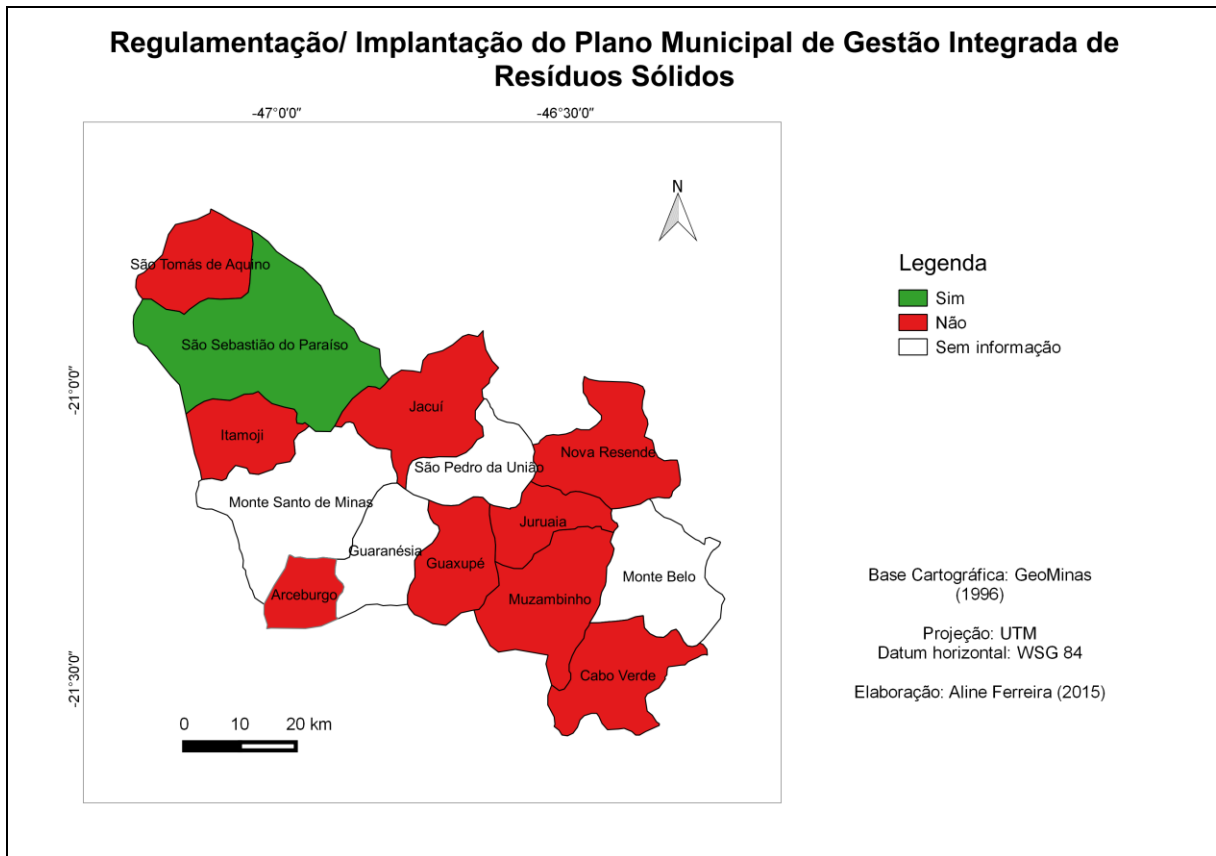 Regulamentação/ Implantação do Plano Municipal de Gestão Integrada de
Resíduos Sólidos
-47°0'0"
-46°30'0"
N
São Tomás de Aquino
Legenda
Sim
Não
Sem informação
São Sebastião do Paraíso
-21°0'0"
Jacuí
Itamoji
Nova Resende
São Pedro da União
Monte Santo de Minas
Juruaia
Guaranésia
Guaxupé
Monte Belo
Arceburgo
Muzambinho
Base Cartográfica: GeoMinas
(1996)
Projeção: UTM
Datum horizontal: WSG 84
-21°30'0"
Cabo Verde
Elaboração: Aline Ferreira (2015)
0 10 20 km